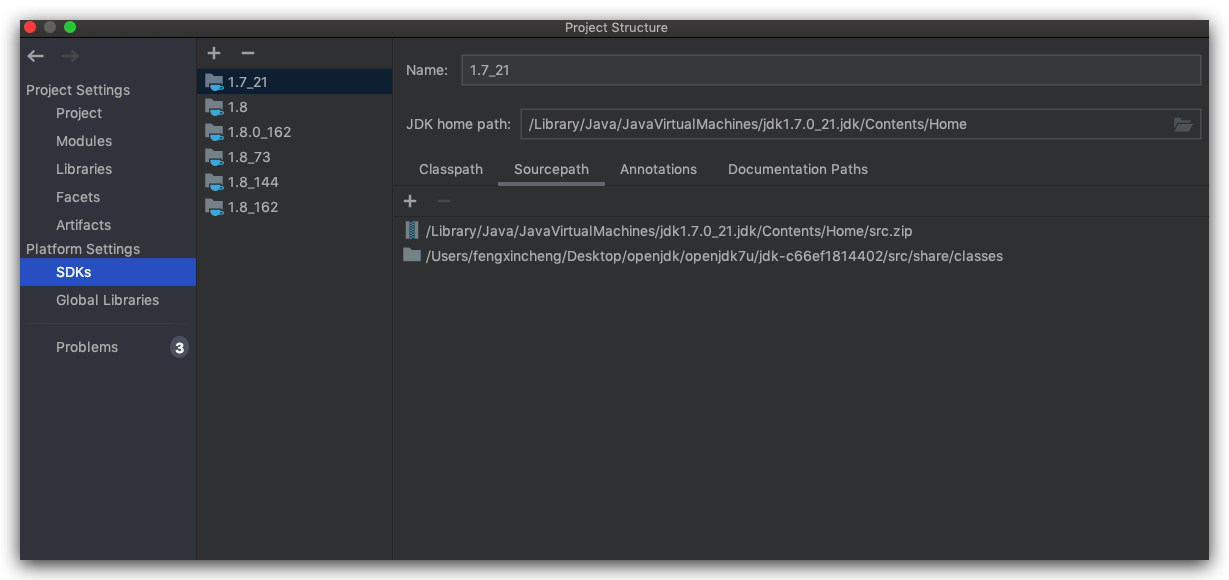 Project Structure
Project Settings
Project
Modules
Libraries
Facets
Artifacts
Platform Settings
SDKs
Global Libraries
Problems 3
1.7_21
1.8
1.8.0_162
1.8_73
1.8_144
1.8_162
Name: 1.7_21
JDK home path: /Library/Java/JavaVirtualMachines/jdk1.7.0_21.jdk/Contents/Home
Classpath Sourcepath Annotations Documentation Paths
/Library/Java/JavaVirtualMachines/jdk1.7.0_21.jdk/Contents/Home/src.zip
/Users/fengxincheng/Desktop/openjdk/openjdk7u/jdk-c66ef1814402/src/share/classes